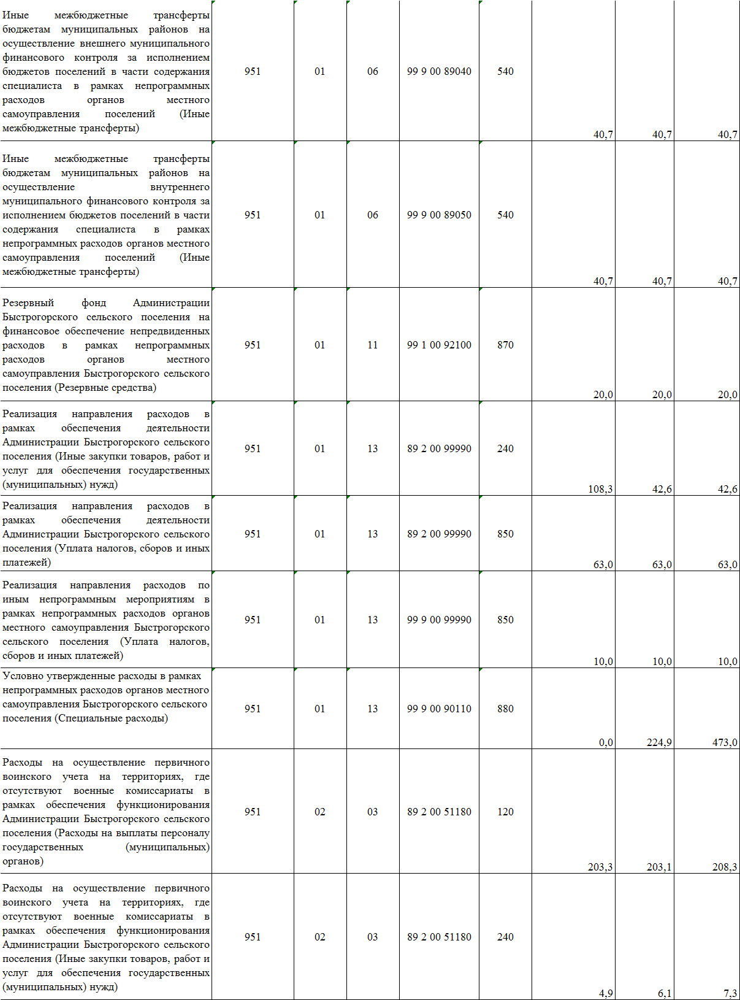 Иные межбюджетные трансферты
бюджетам муниципальных районов на
осуществление внешнего муниципального
финансового контроля за исполнением
бюджетов поселений в части содержания
специалиста в рамках непрограммных
расходов органов местного
самоуправления поселений (Иные
межбюджетные трансферты)
951 01 06 99 9 00 89040 540
40,7 40,7 40,7
Иные межбюджетные трансферты
бюджетам муниципальных районов на
осуществление внутреннего
муниципального финансового контроля за
исполнением бюджетов поселений в части
содержания специалиста в рамках
непрограммных расходов органов местного
самоуправления поселений (Иные
межбюджетные трансферты)
951 01 06 99 9 00 89050 540
40,7 40,7 40,7
Резервный фонд Администрации
Быстрогорского сельского поселения на
финансовое обеспечение непредвиденных
расходов в рамках непрограммных
расходов органов местного
самоуправления Быстрогорского сельского
поселения (Резервные средства)
951 01 11 99 1 00 92100 870
20,0 20,0 20,0
Реализация направления расходов в
рамках обеспечения деятельности
Администрации Быстрогорского сельского
поселения (Иные закупки товаров, работ и
услуг для обеспечения государственных
(муниципальных) нужд)
951 01 13 89 2 00 99990 240
108,3 42,6 42,6
Реализация направления расходов в
рамках обеспечения деятельности
Администрации Быстрогорского сельского
поселения (Уплата налогов, сборов и иных
платежей)
951 01 13 89 2 00 99990 850
63,0 63,0 63,0
Реализация направления расходов по
иным непрограммным мероприятиям в
рамках непрограммных расходов органов
местного самоуправления Быстрогорского
сельского поселения (Уплата налогов,
сборов и иных платежей)
951 01 13 99 9 00 99990 850
10,0 10,0 10,0
Условно утвержденные расходы в рамках
непрограммных расходов органов местного
самоуправления Быстрогорского сельского
поселения (Специальные расходы)
951 01 13 99 9 00 90110 880
0,0 224,9 473,0
Расходы на осуществление первичного
воинского учета на территориях, где
отсутствуют военные комиссариаты в
рамках обеспечения функционирования
Администрации Быстрогорского сельского
поселения (Расходы на выплаты персоналу
государственных (муниципальных)
органов)
951 02 03 89 2 00 51180 120
203,3 203,1 208,3
Расходы на осуществление первичного
воинского учета на территориях, где
отсутствуют военные комиссариаты в
рамках обеспечения функционирования
Администрации Быстрогорского сельского
поселения (Иные закупки товаров, работ и
услуг для обеспечения государственных
(муниципальных) нужд)
951 02 03 89 2 00 51180 240
4,9 6,1 7,3